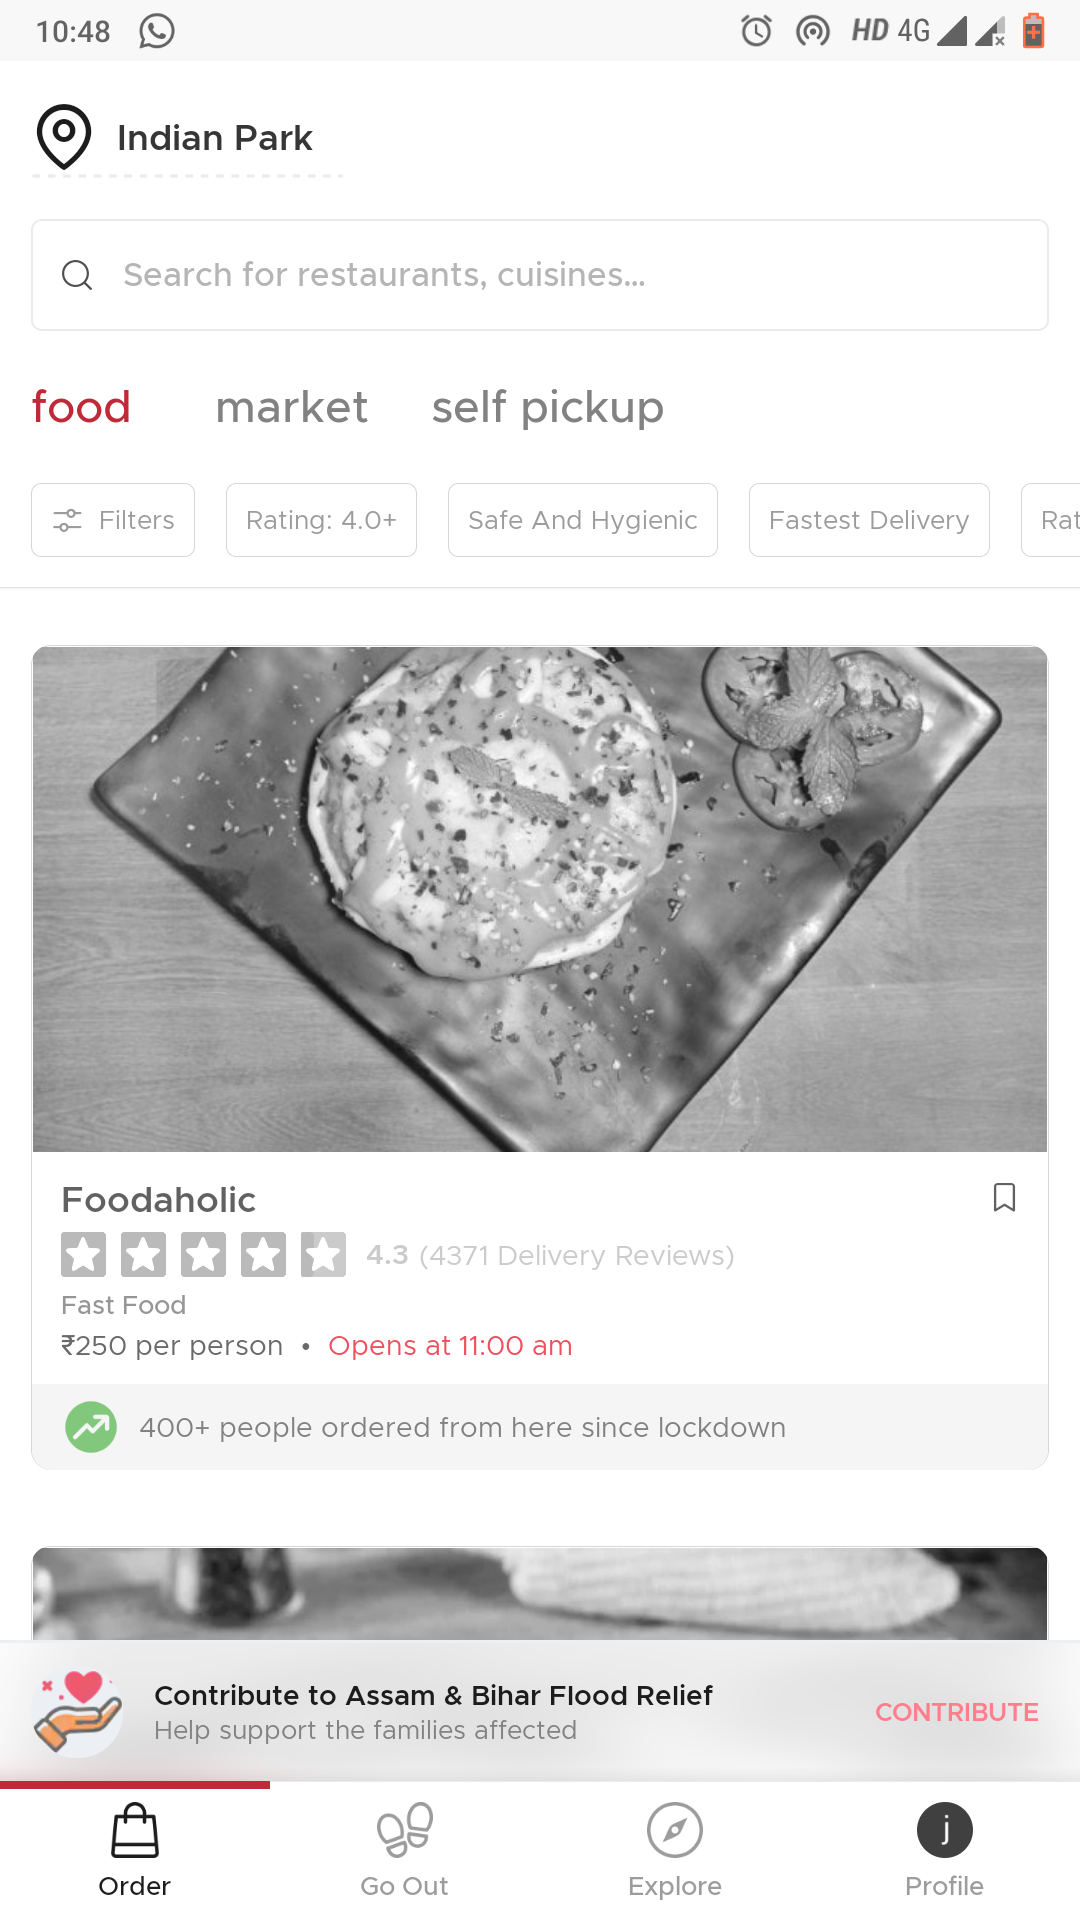 10:48 HD 4G
Indian Park
Search for restaurants, cuisines...
food market self pickup
Filters Rating: 4.0+ Safe And Hygienic Fastest Delivery Rat
Foodaholic
4.3 (4371 Delivery Reviews)
Fast Food
₹250 per person • Opens at 11:00 am
400+ people ordered from here since lockdown
Contribute to Assam & Bihar Flood Relief
Help support the families affected
CONTRIBUTE
j
Order Go Out Explore Profile